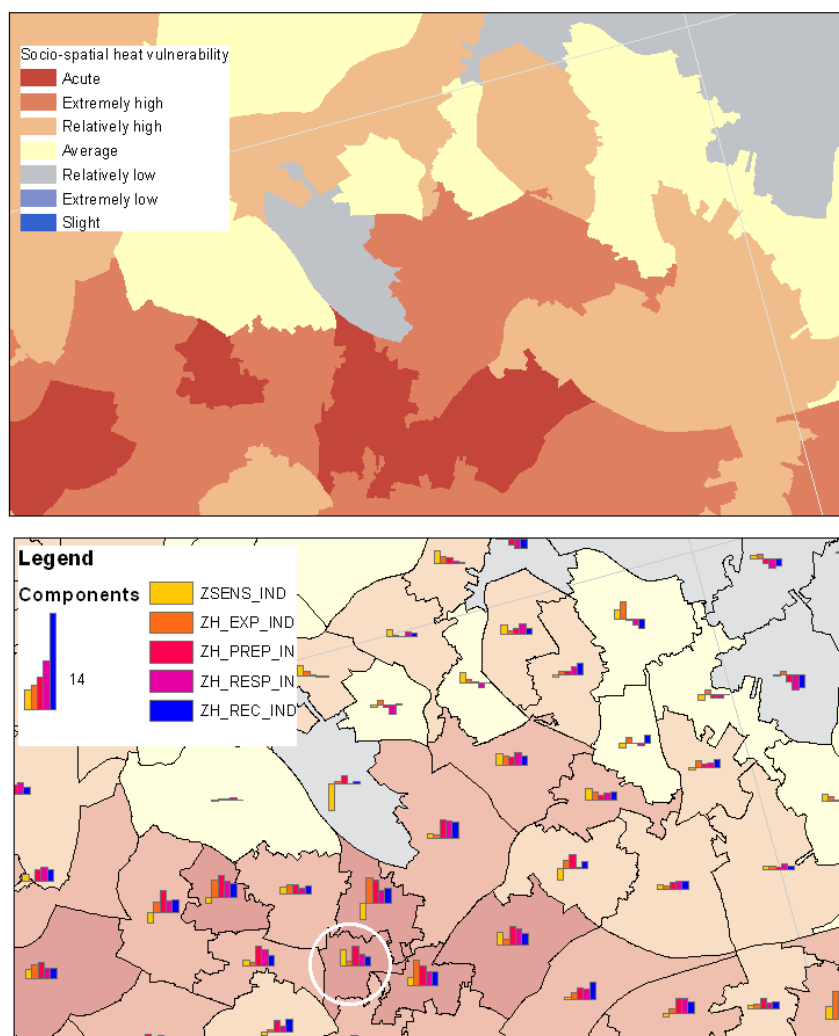 Socio-spatial heat vulnerability
Acute
Extremely high
Relatively high
Average
Relatively low
Extremely low
Slight
Legend
Components
14
ZSENS_IND
ZH_EXP_IND
ZH_PREP_IN
ZH_RESP_IN
ZH_REC_IND